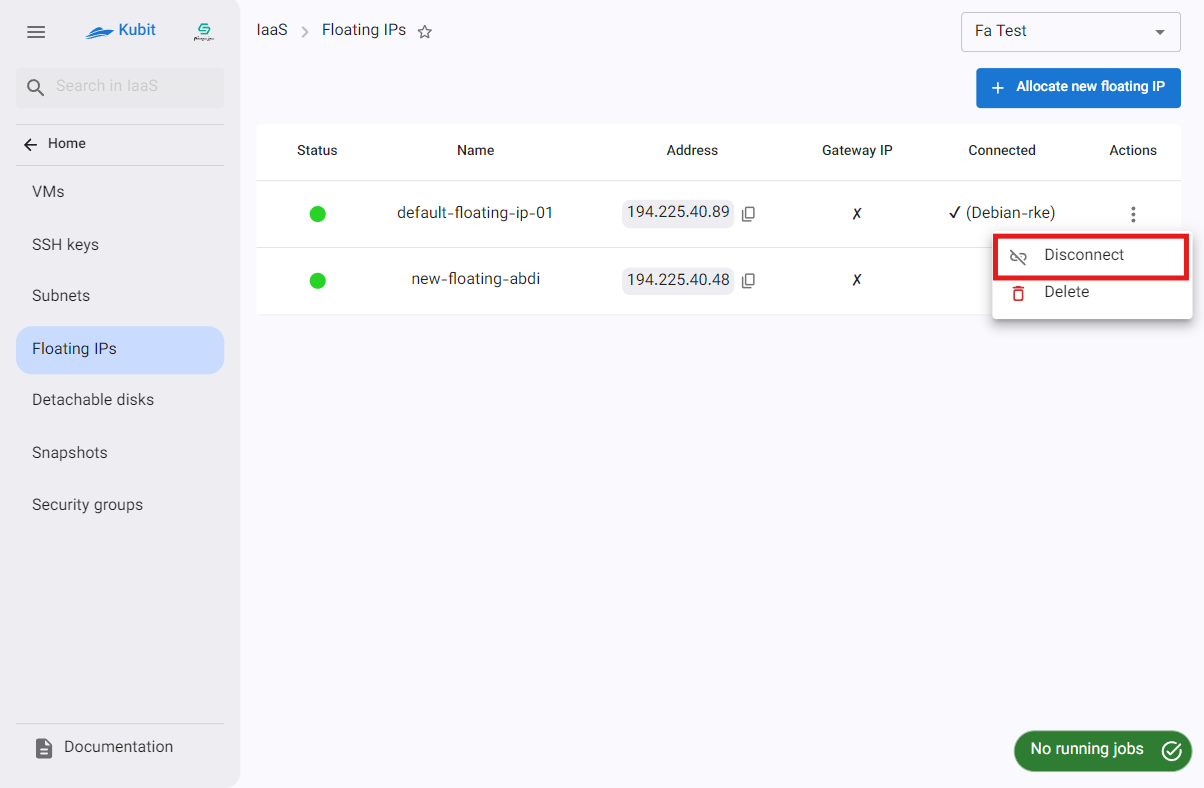 Kubit
IaaS
Floating IPs
Fa Test
Search in IaaS
Allocate new floating IP
Home
VMs
SSH keys
Subnets
Floating IPs
Detachable disks
Snapshots
Security groups
Documentation
Status Name Address Gateway IP Connected Actions
default-floating-ip-01 194.225.40.89 ✗ ✓ (Debian-rke)
new-floating-abdi 194.225.40.48 ✗
Disconnect
Delete
No running jobs